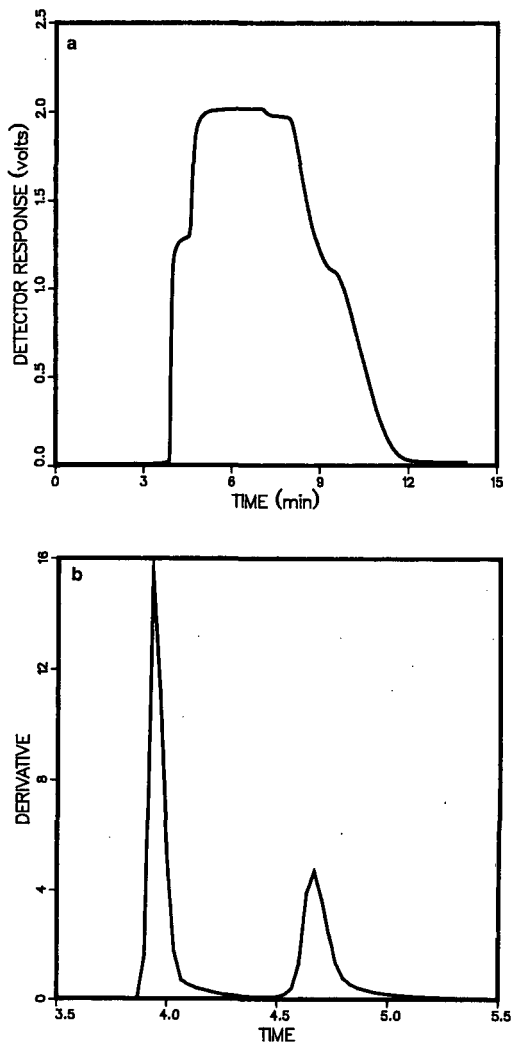 a
2.5
2.0
1.5
1.0
0.5
0.0
DETECTOR RESPONSE (volts)
0 3 6 9 12 15
TIME (min)
b
16
12
8
4
0
DERIVATIVE
3.5 4.0 4.5 5.0 5.5
TIME